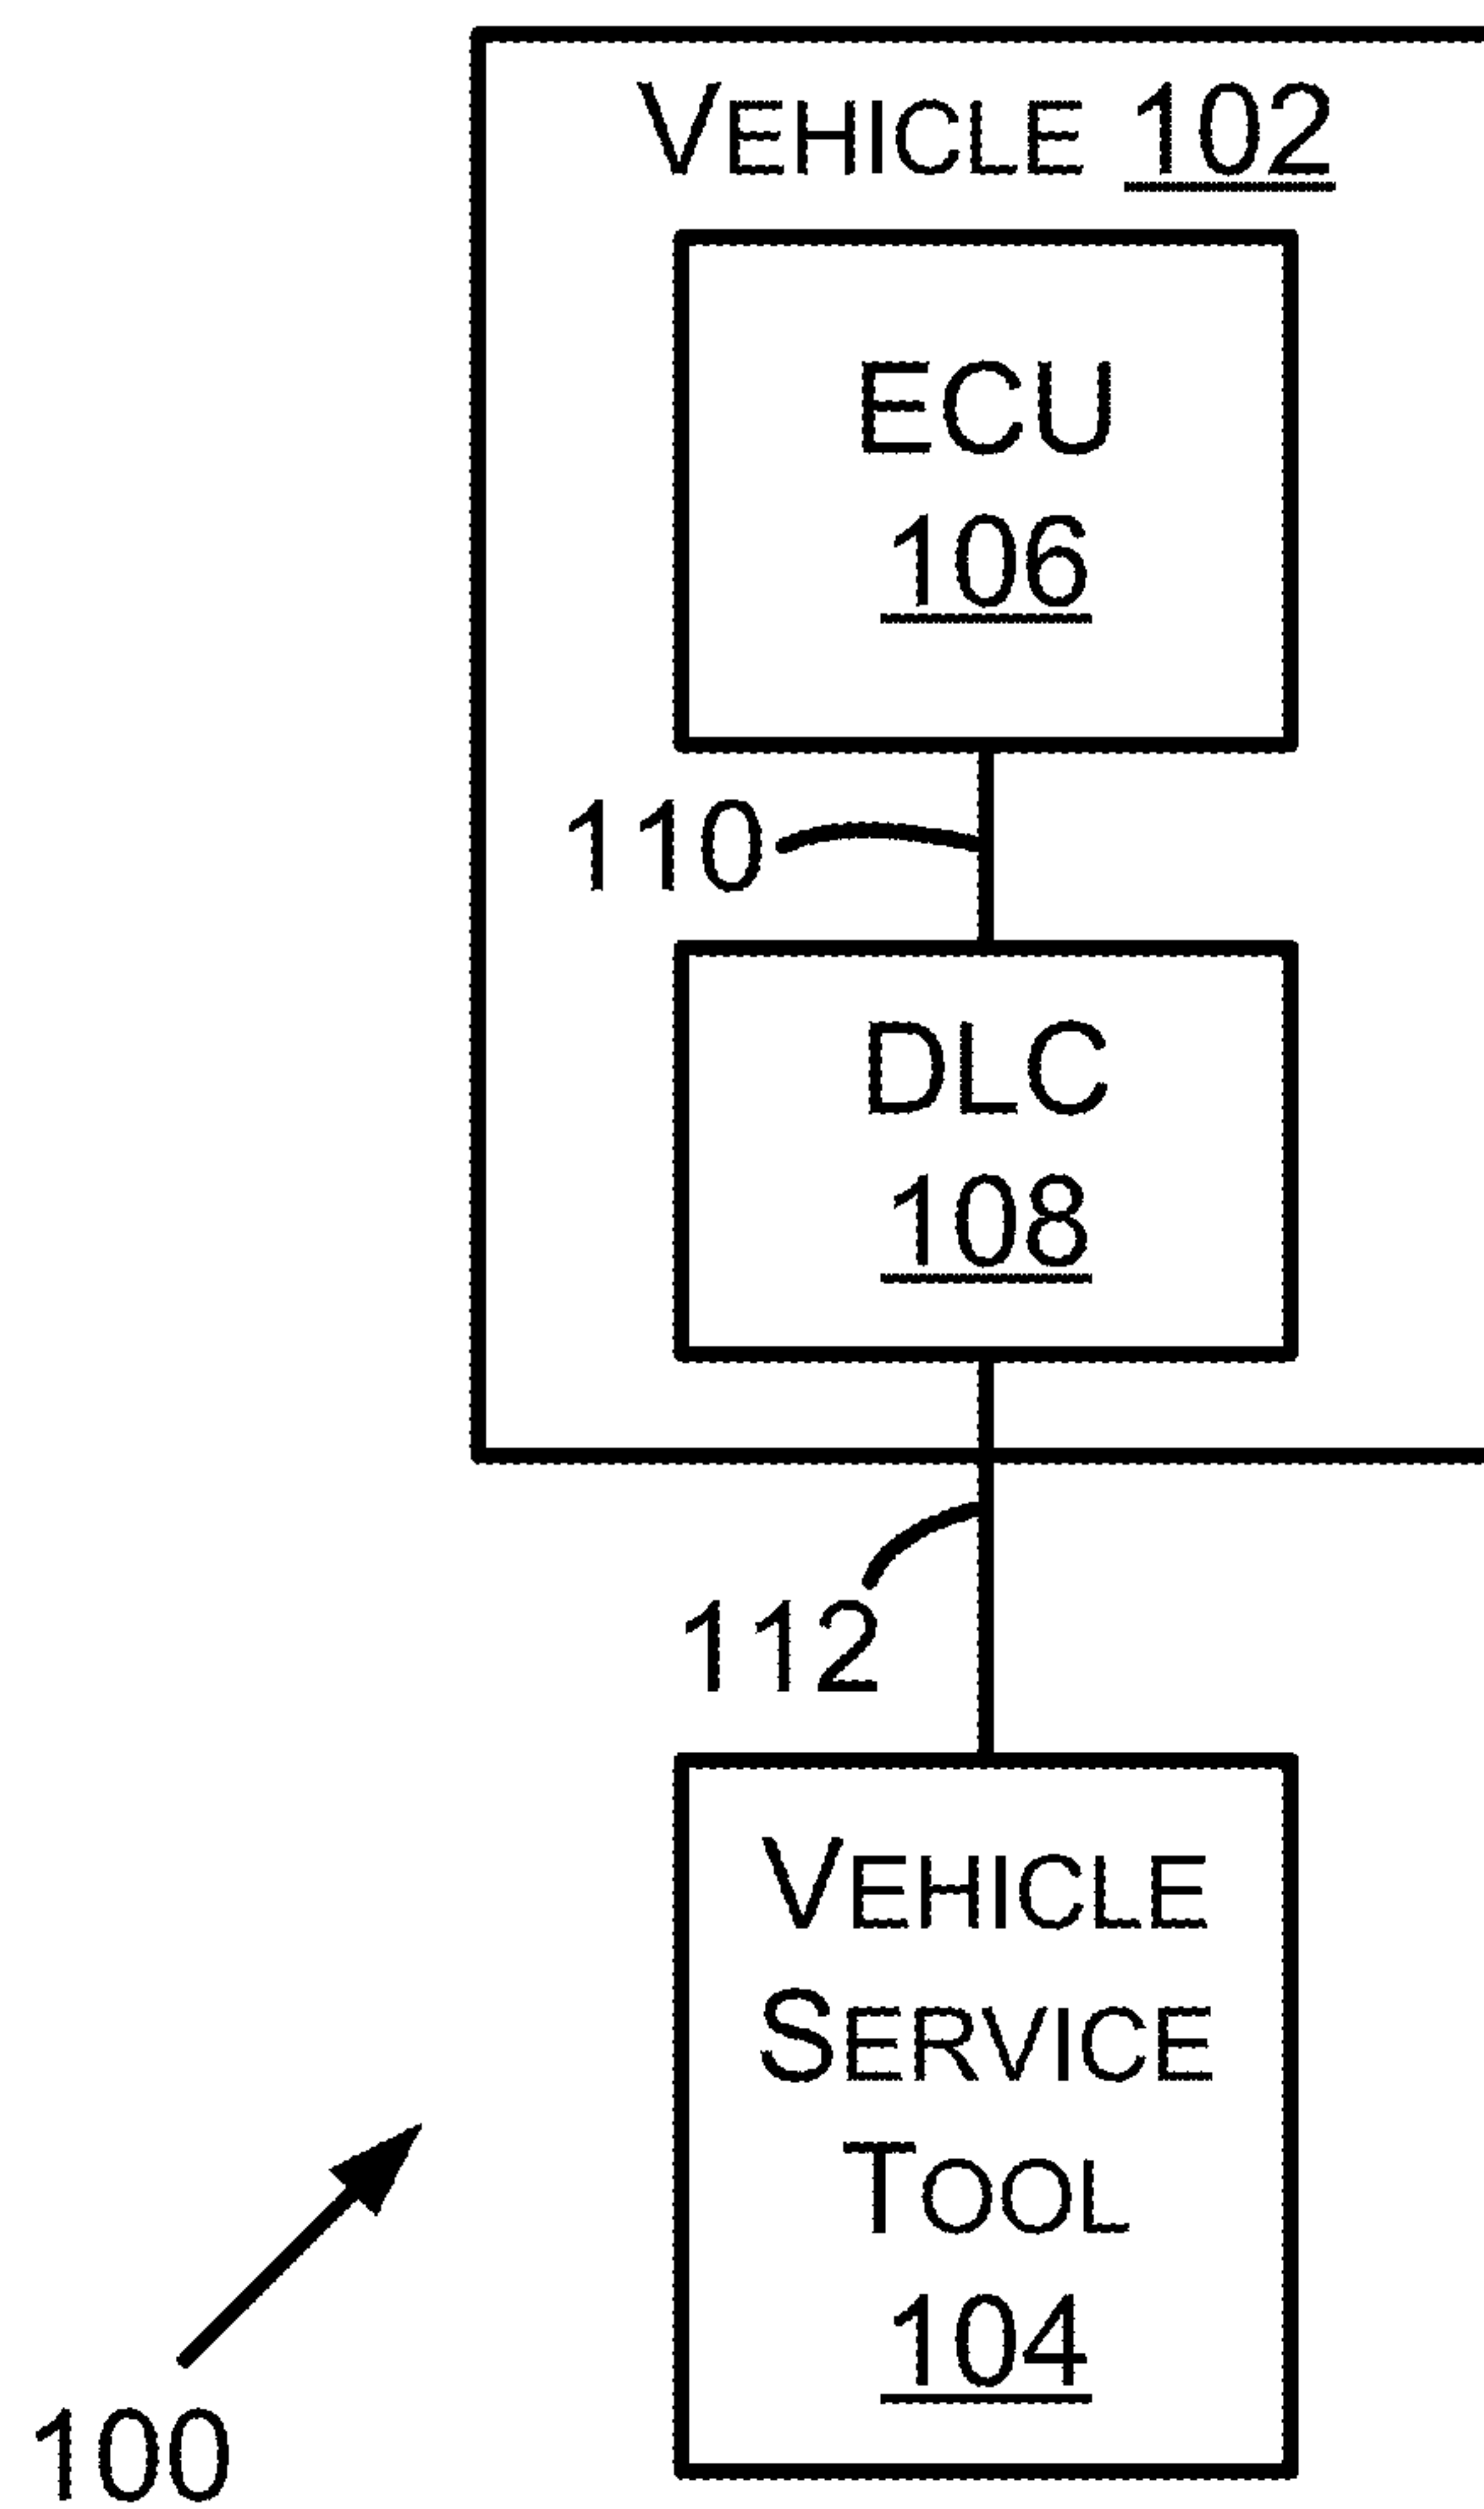 VEHICLE 102
ECU
106
110
DLC
108
112
VEHICLE
SERVICE
TOOL
104
100